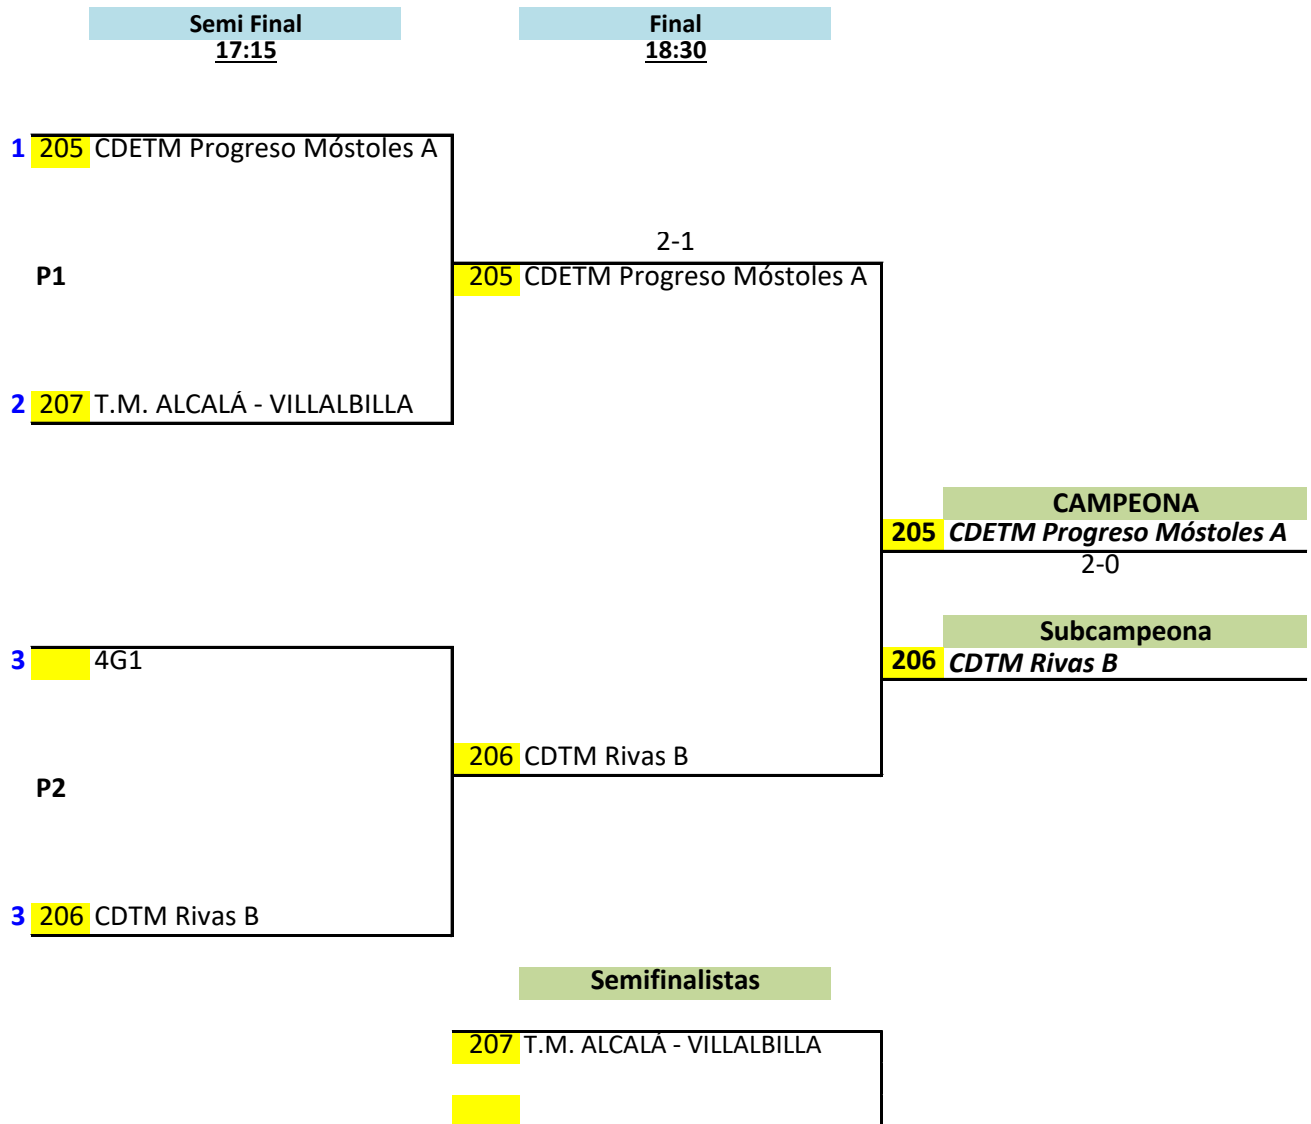 Semi Final
Final
17:15
18:30
1 205 CDETM Progreso Móstoles A
2-1
P1
205 CDETM Progreso Móstoles A
2 207 T.M. ALCALÁ - VILLALBILLA
CAMPEONA
205 CDETM Progreso Móstoles A
2-0
Subcampeona
3 4G1
206 CDTM Rivas B
206 CDTM Rivas B
P2
3 206 CDTM Rivas B
Semifinalistas
207 T.M. ALCALÁ - VILLALBILLA